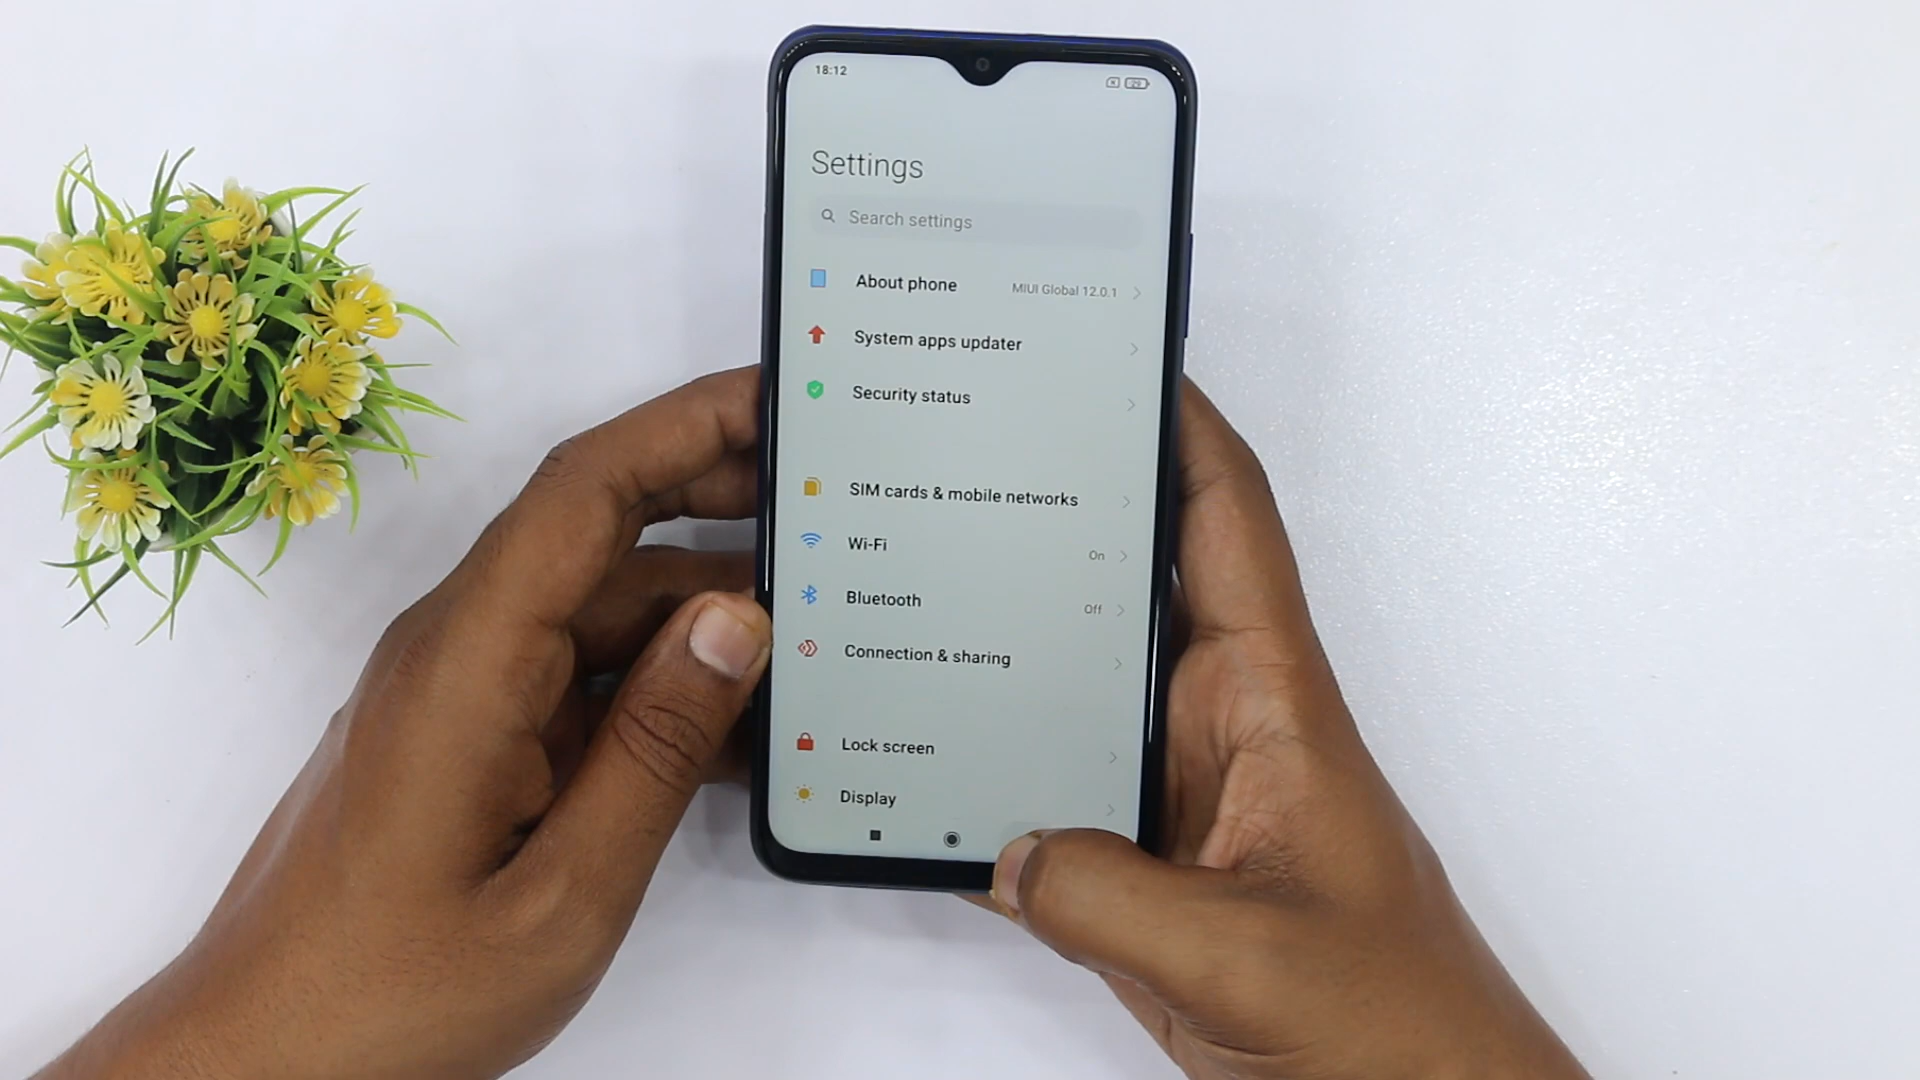 18:12
29
Settings
Search settings
About phone MIUI Global 12.0.1
System apps updater
Security status
SIM cards & mobile networks
Wi-Fi On
Bluetooth Off
Connection & sharing
Lock screen
Display